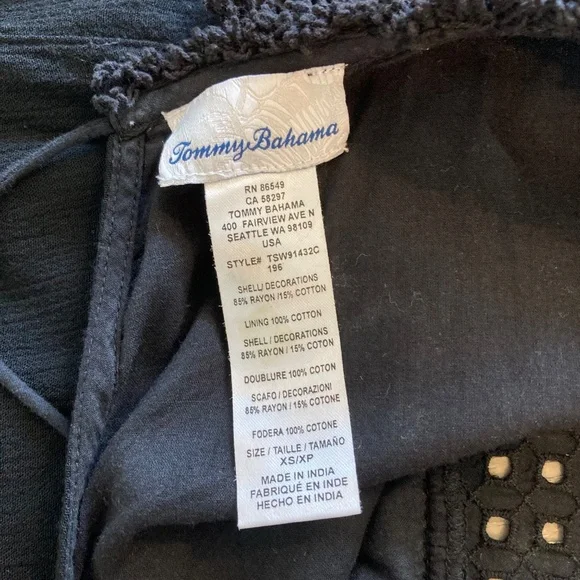 Tommy Bahama
RN 86549
CA 58297
TOMMY BAHAMA
400 FAIRVIEW AVE N
SEATTLE WA 98109
USA
STYLE# TSW91432C
196
SHELL/ DECORATIONS
85% RAYON /15% COTTON
LINING 100% COTTON
SHELL / DECORATIONS
85% RAYON / 15% COTON
DOUBLURE 100% COTON
SCAFO / DECORAZIONI
85% RAYON / 15% COTONE
FODERA 100% COTONE
SIZE / TAILLE / TAMAÑO
XS/XP
MADE IN INDIA
FABRIQUÉ EN INDE
HECHO EN INDIA